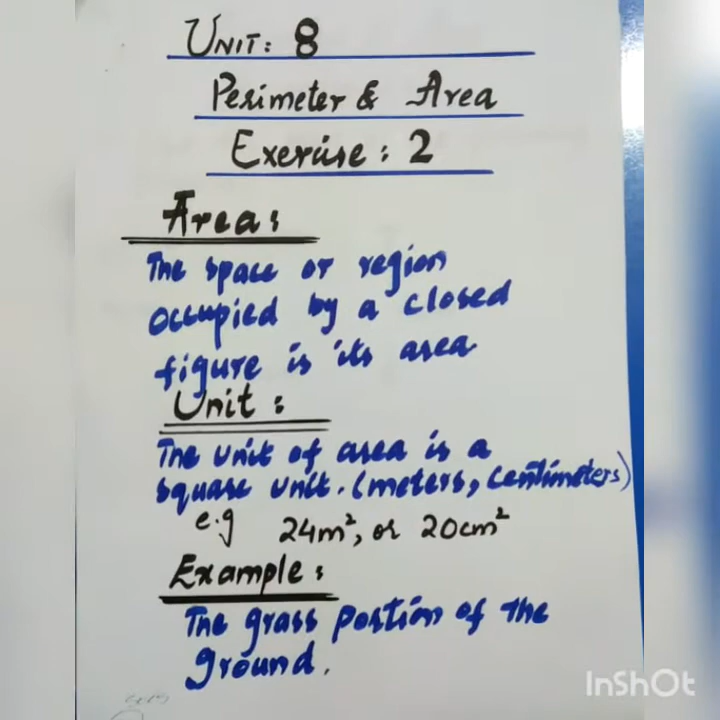 UNIT: 8
Perimeter & Area
Exercise: 2
Area:
The space or region
occupied by a closed
figure is its area
Unit:
The unit of area is a
square unit. (meters, centimeters)
e.g 24m², or 20cm²
Example:
The grass portion of the
ground.
InShOt